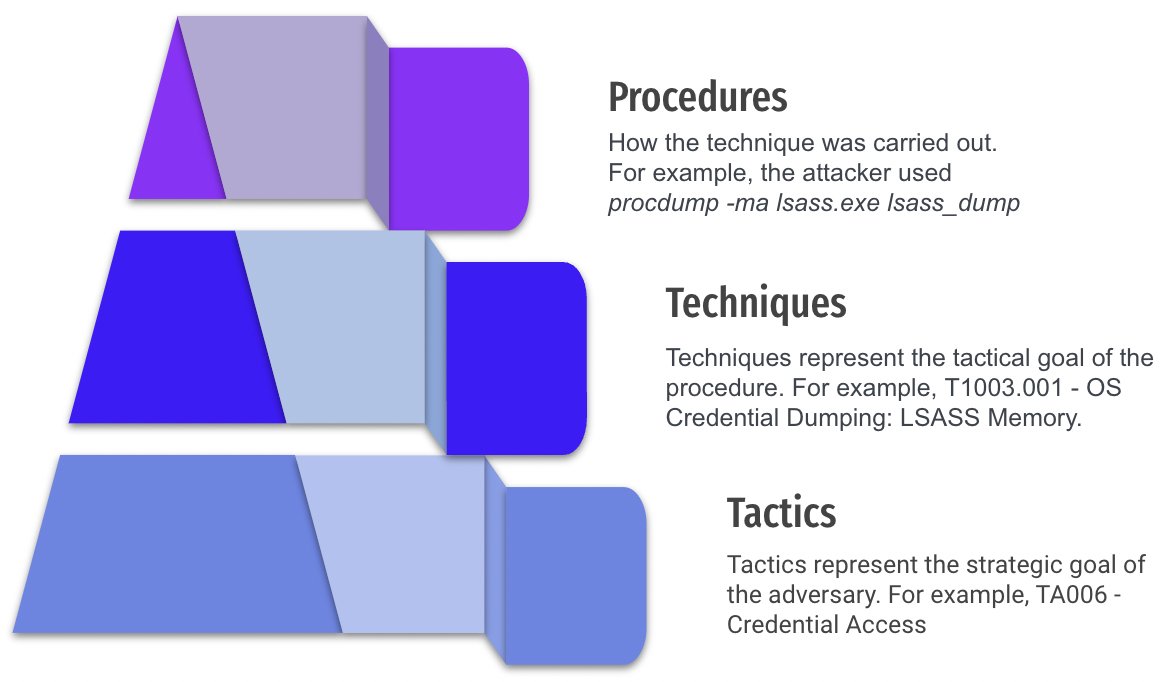 Procedures
How the technique was carried out.
For example, the attacker used
procdump -ma lsass.exe lsass_dump
Techniques
Techniques represent the tactical goal of the
procedure. For example, T1003.001 - OS
Credential Dumping: LSASS Memory.
Tactics
Tactics represent the strategic goal of
the adversary. For example, TA006 -
Credential Access